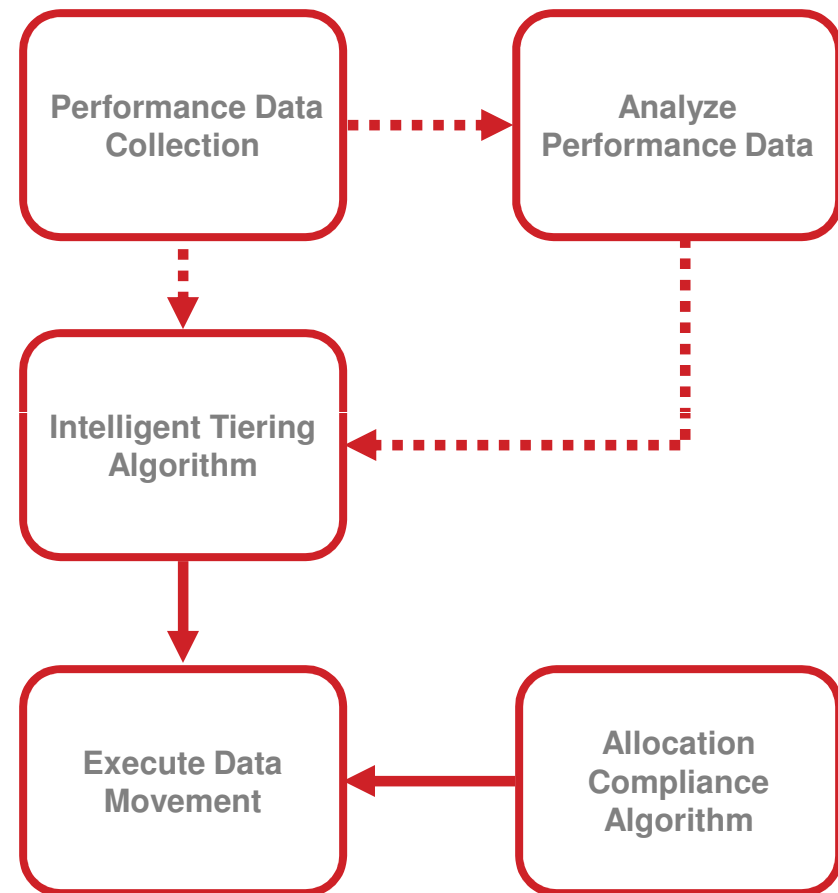 Performance Data
Collection
Analyze
Performance Data
Intelligent Tiering
Algorithm
Execute Data
Movement
Allocation
Compliance
Algorithm